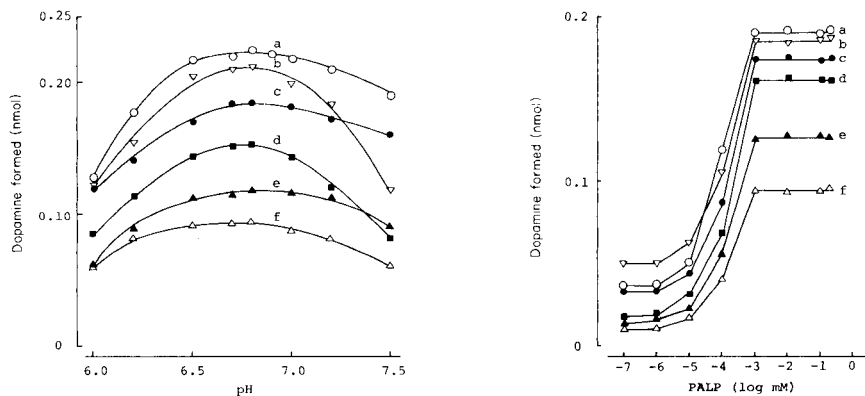 0.25
0.20
0.10
0
Dopamine formed (nmol)
a
b
c
d
e
f
6.0 6.5 7.0 7.5
pH
0.2
0.1
0
Dopamine formed (nmol)
a
b
c
d
e
f
-7 -6 -5 -4 -3 -2 -1 0
PALP (log mM)